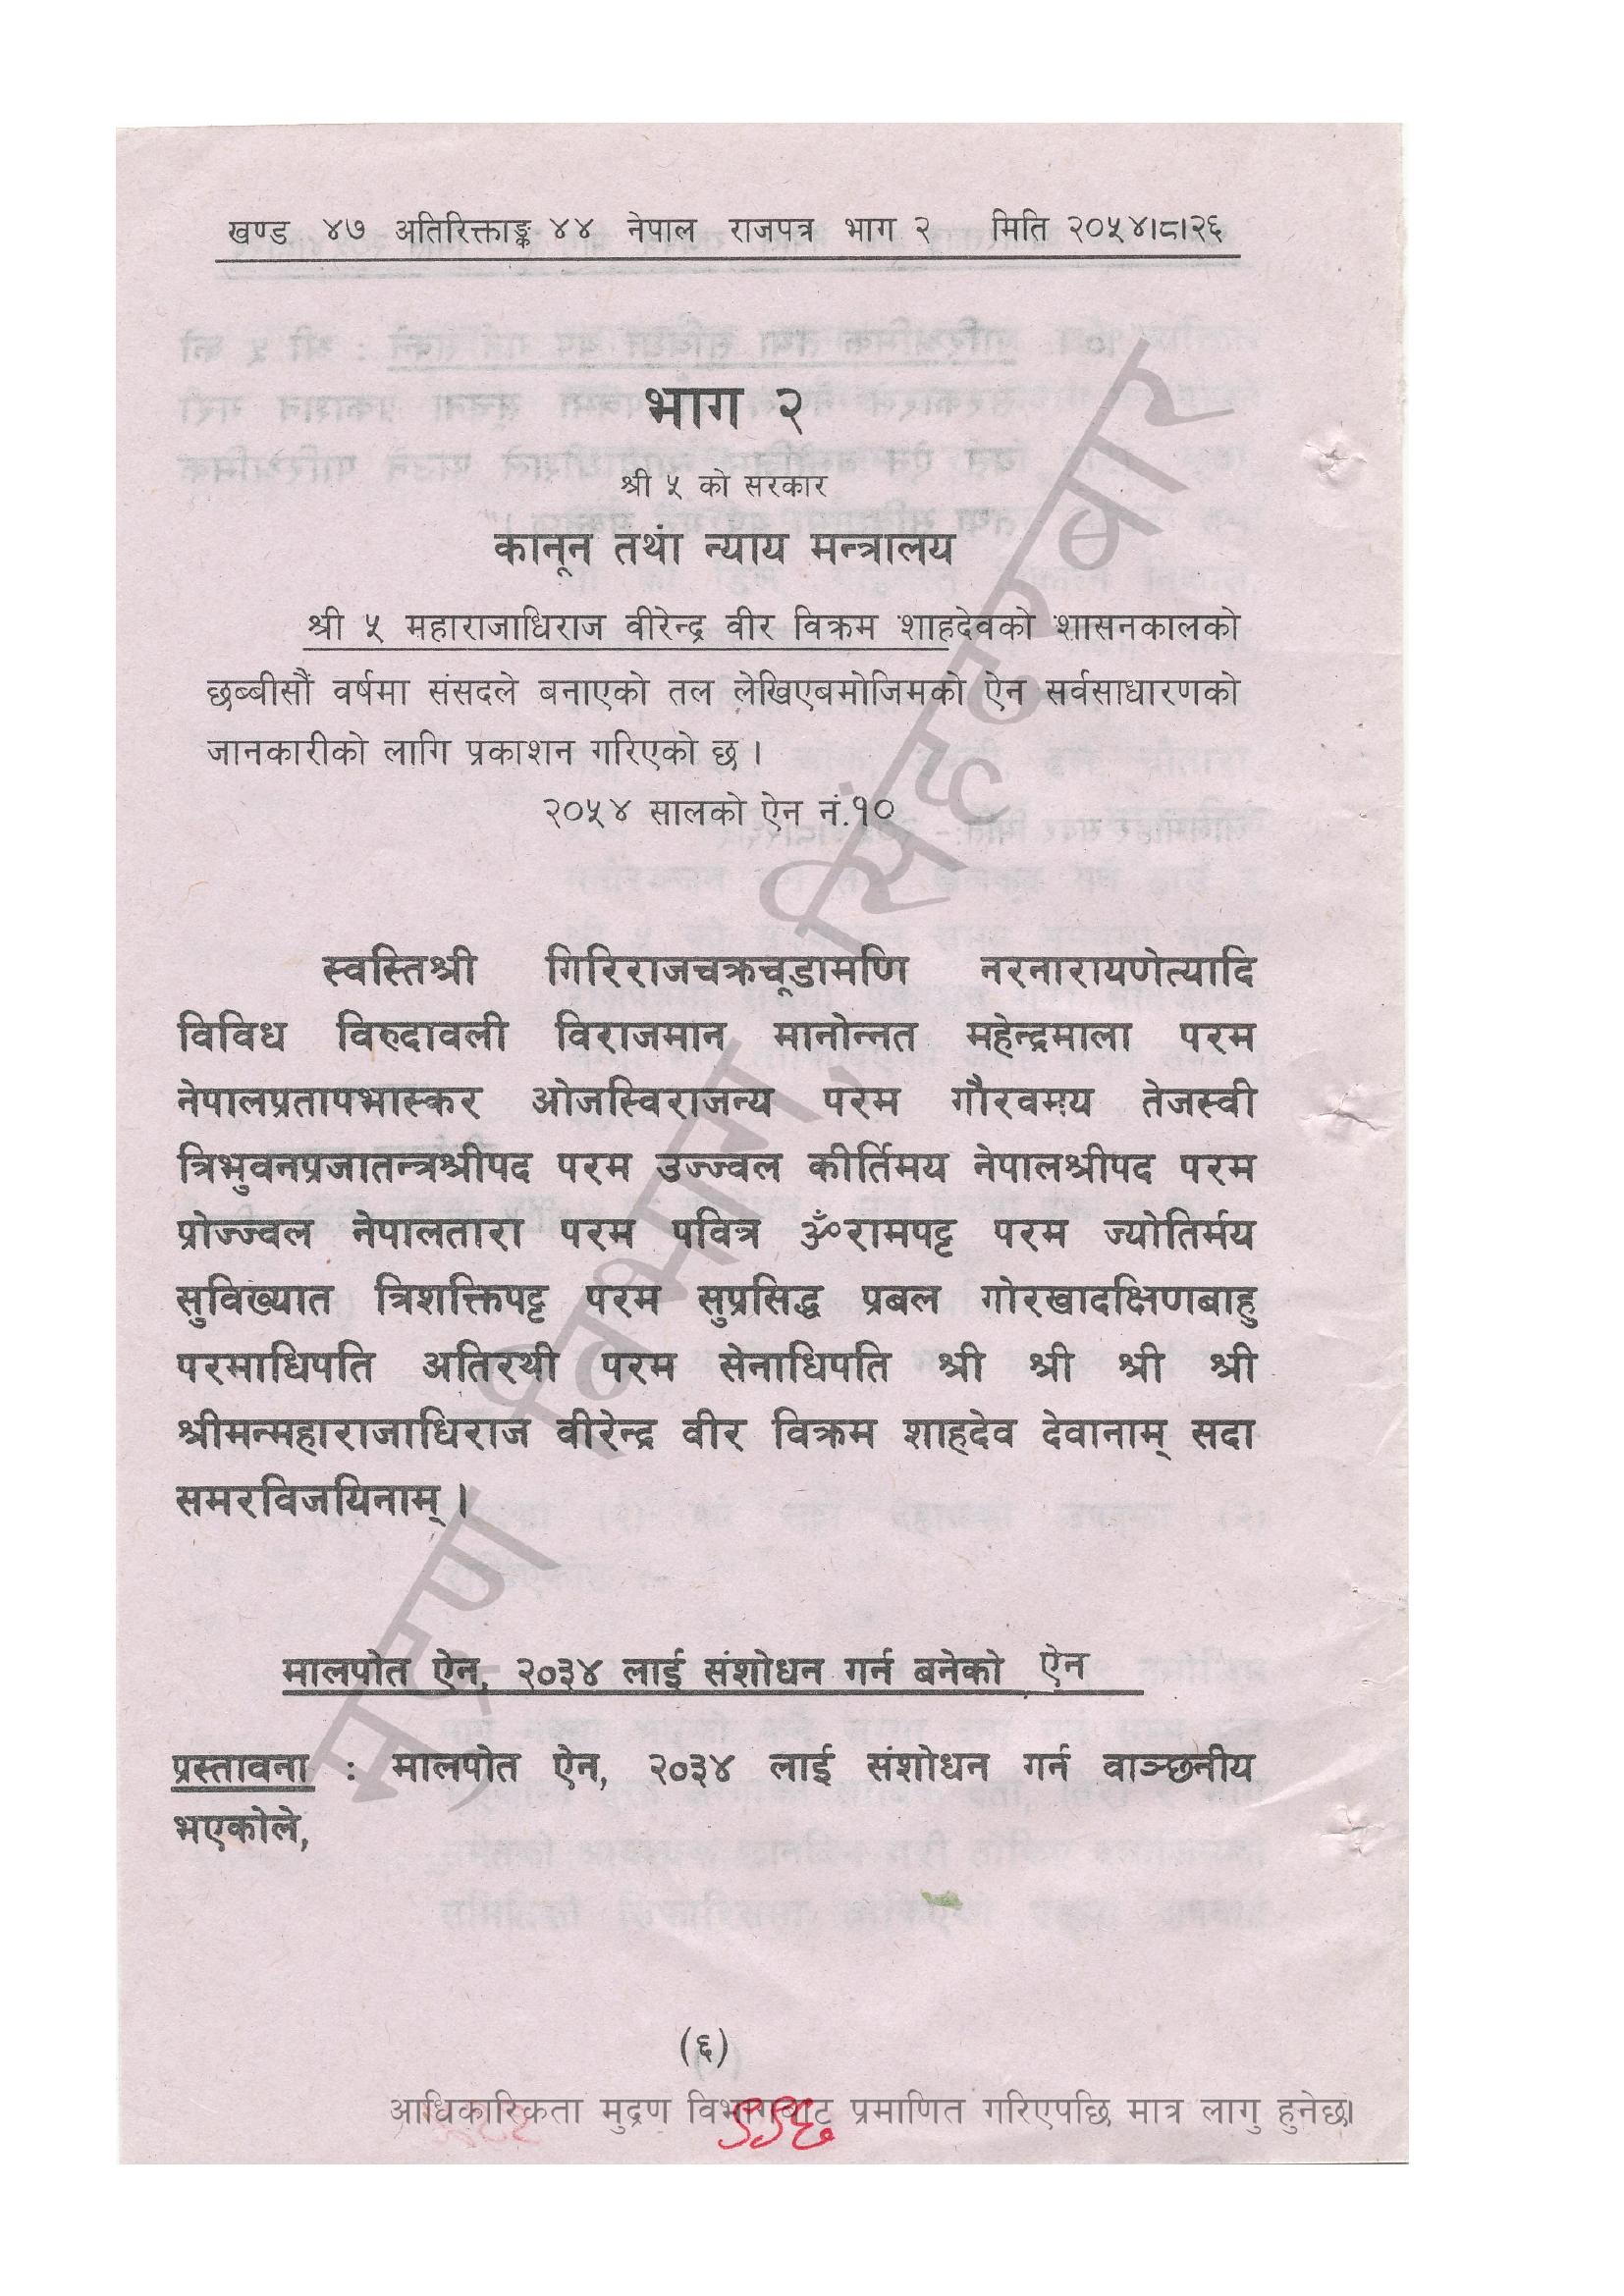 खण्ड ४७ अतिरिक्ताङ्क ४४ नेपाल राजपत्र भाग २ मिति २०५४।८।२६
भाग २
श्री ५ को सरकार
कानून तथा न्याय मन्त्रालय
श्री ५ महाराजाधिराज वीरेन्द्र वीर विक्रम शाहदेवको शासनकालको
छब्बीसौं वर्षमा संसदले बनाएको तल लेखिएबमोजिमको ऐन सर्वसाधारणको
जानकारीको लागि प्रकाशन गरिएको छ ।
२०५४ सालको ऐन नं.१०
स्वस्तिश्री गिरिराजचक्रचूडामणि नरनारायणेत्यादि
विविध विरुदावली विराजमान मानोन्नत महेन्द्रमाला परम
नेपालप्रतापभास्कर ओजस्विराजन्य परम गौरवमय तेजस्वी
त्रिभुवनप्रजातन्त्रश्रीपद परम उज्ज्वल कीर्तिमय नेपालश्रीपद परम
प्रोज्ज्वल नेपालतारा परम पवित्र ॐरामपट्ट परम ज्योतिर्मय
सुविख्यात त्रिशक्तिपट्ट परम सुप्रसिद्ध प्रबल गोरखादक्षिणबाहु
परमाधिपति अतिरथी परम सेनाधिपति श्री श्री श्री श्री
श्रीमन्महाराजाधिराज वीरेन्द्र वीर विक्रम शाहदेव देवानाम् सदा
समरविजयिनाम् ।
मालपोत ऐन, २०३४ लाई संशोधन गर्न बनेको ऐन
प्रस्तावना : मालपोत ऐन, २०३४ लाई संशोधन गर्न वाञ्छनीय
भएकोले,
(६)
आधिकारिकता मुद्रण विभागबाट प्रमाणित गरिएपछि मात्र लागु हुनेछ।
मुद्रण विभाग, सिंहदरबार